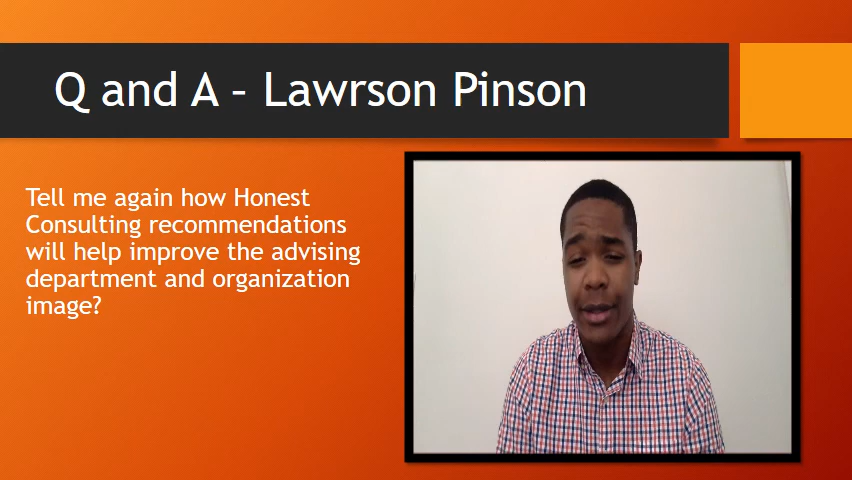 Q and A – Lawrson Pinson
Tell me again how Honest
Consulting recommendations
will help improve the advising
department and organization
image?